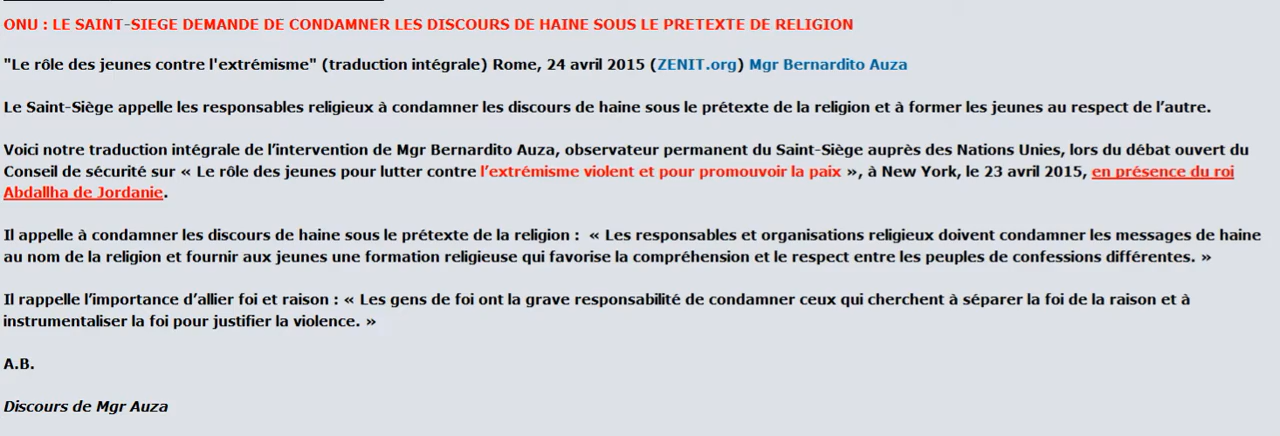 ONU : LE SAINT-SIEGE DEMANDE DE CONDAMNER LES DISCOURS DE HAINE SOUS LE PRETEXTE DE RELIGION
"Le rôle des jeunes contre l'extrémisme" (traduction intégrale) Rome, 24 avril 2015 (ZENIT.org) Mgr Bernardito Auza
Le Saint-Siège appelle les responsables religieux à condamner les discours de haine sous le prétexte de la religion et à former les jeunes au respect de l’autre.
Voici notre traduction intégrale de l’intervention de Mgr Bernardito Auza, observateur permanent du Saint-Siège auprès des Nations Unies, lors du débat ouvert du
Conseil de sécurité sur « Le rôle des jeunes pour lutter contre l’extrémisme violent et pour promouvoir la paix », à New York, le 23 avril 2015, en présence du roi
Abdallha de Jordanie.
Il appelle à condamner les discours de haine sous le prétexte de la religion : « Les responsables et organisations religieux doivent condamner les messages de haine
au nom de la religion et fournir aux jeunes une formation religieuse qui favorise la compréhension et le respect entre les peuples de confessions différentes. »
Il rappelle l’importance d’allier foi et raison : « Les gens de foi ont la grave responsabilité de condamner ceux qui cherchent à séparer la foi de la raison et à
instrumentaliser la foi pour justifier la violence. »
A.B.
Discours de Mgr Auza